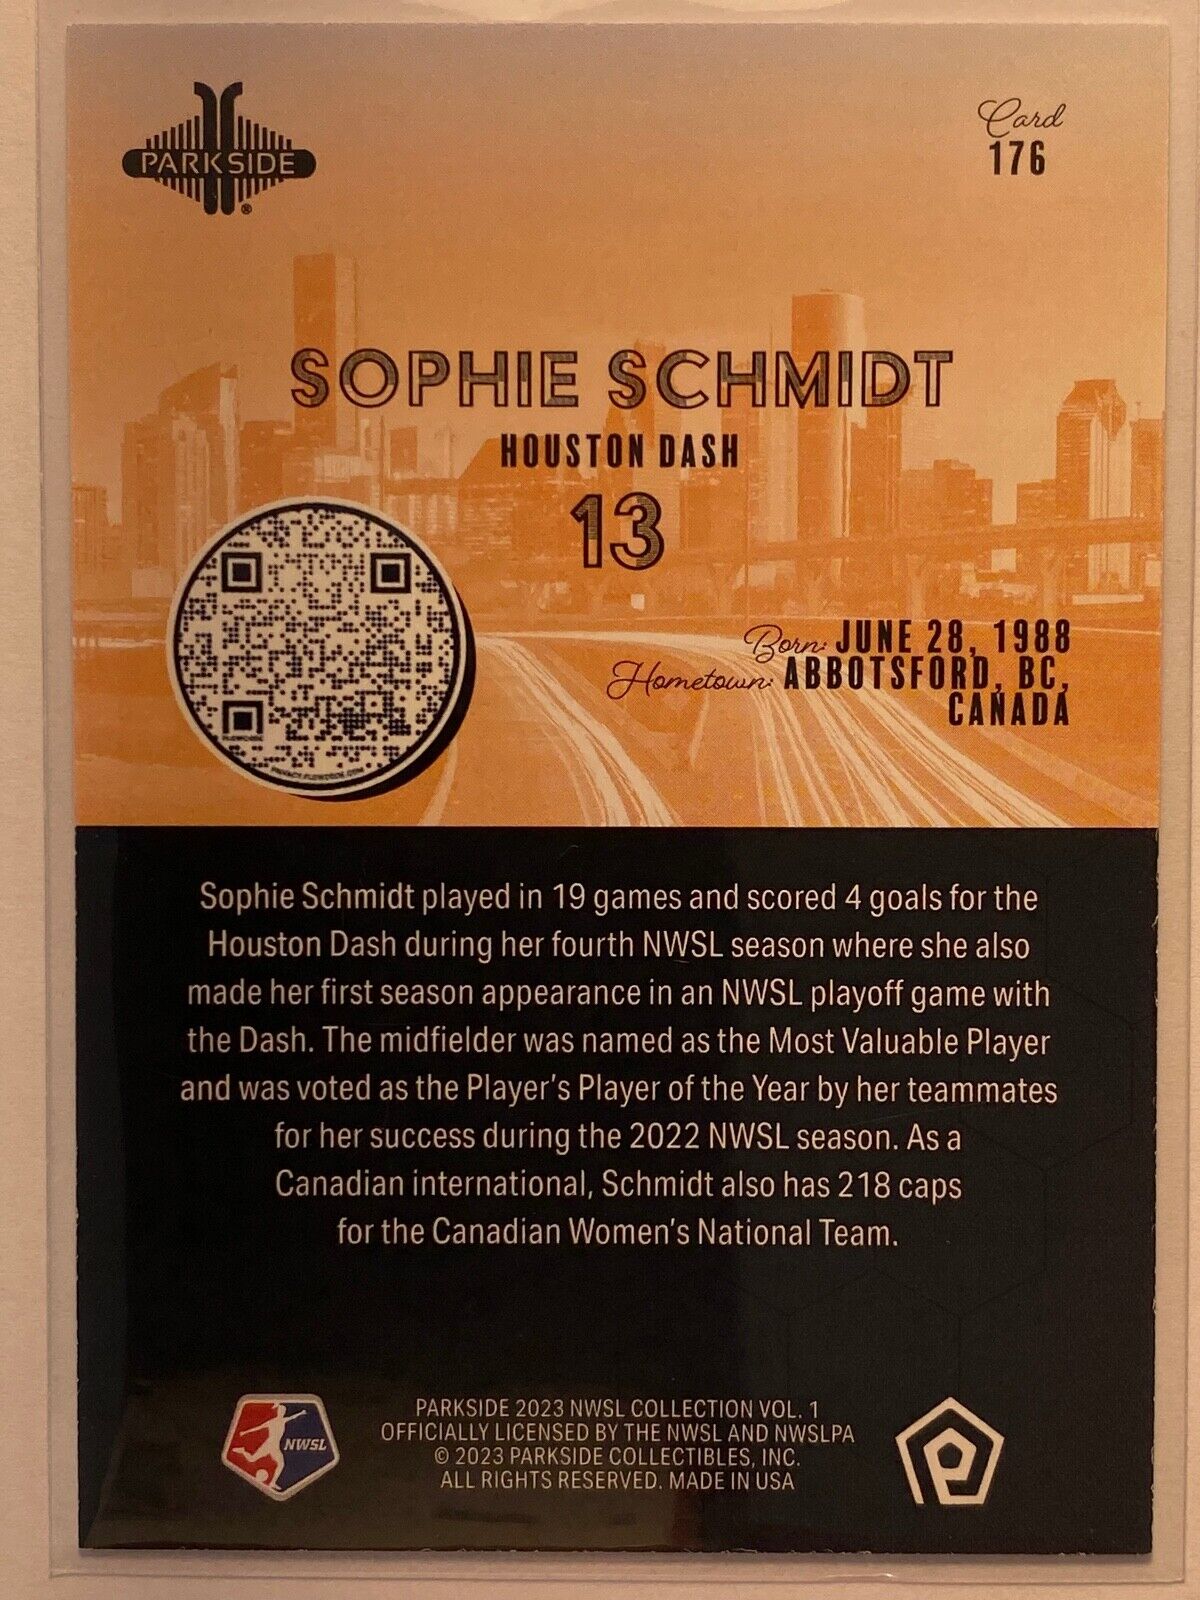 PARKSIDE
®
Card
176
SOPHIE SCHMIDT
HOUSTON DASH
13
Born: JUNE 28, 1988
Hometown: ABBOTSFORD, BC,
CANADA
FLOWCODE
PRIVACY.FLOWCODE.COM
Sophie Schmidt played in 19 games and scored 4 goals for the
Houston Dash during her fourth NWSL season where she also
made her first season appearance in an NWSL playoff game with
the Dash. The midfielder was named as the Most Valuable Player
and was voted as the Player's Player of the Year by her teammates
for her success during the 2022 NWSL season. As a
Canadian international, Schmidt also has 218 caps
for the Canadian Women's National Team.
NWSL
PARKSIDE 2023 NWSL COLLECTION VOL. 1
OFFICIALLY LICENSED BY THE NWSL AND NWSLPA
© 2023 PARKSIDE COLLECTIBLES, INC.
ALL RIGHTS RESERVED. MADE IN USA